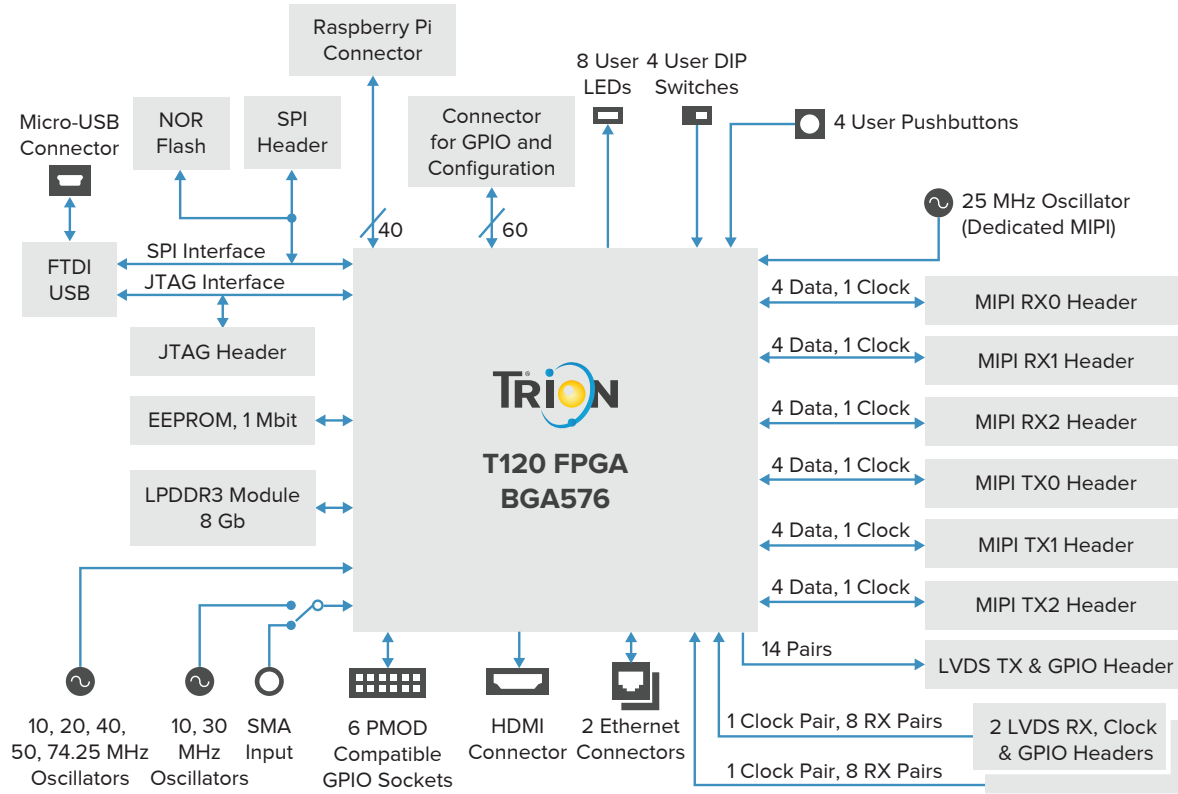 Raspberry Pi
Connector
8 User
LEDs
4 User DIP
Switches
Micro-USB
Connector
NOR
Flash
SPI
Header
Connector
for GPIO and
Configuration
4 User Pushbuttons
25 MHz Oscillator
(Dedicated MIPI)
40
60
FTDI
USB
SPI Interface
JTAG Interface
JTAG Header
EEPROM, 1 Mbit
LPDDR3 Module
8 Gb
TRION®
T120 FPGA
BGA576
4 Data, 1 Clock
MIPI RX0 Header
4 Data, 1 Clock
MIPI RX1 Header
4 Data, 1 Clock
MIPI RX2 Header
4 Data, 1 Clock
MIPI TX0 Header
4 Data, 1 Clock
MIPI TX1 Header
4 Data, 1 Clock
MIPI TX2 Header
14 Pairs
LVDS TX & GPIO Header
1 Clock Pair, 8 RX Pairs
2 LVDS RX, Clock
& GPIO Headers
1 Clock Pair, 8 RX Pairs
10, 20, 40,
50, 74.25 MHz
Oscillators
10, 30
MHz
Oscillators
SMA
Input
6 PMOD
Compatible
GPIO Sockets
HDMI
Connector
2 Ethernet
Connectors